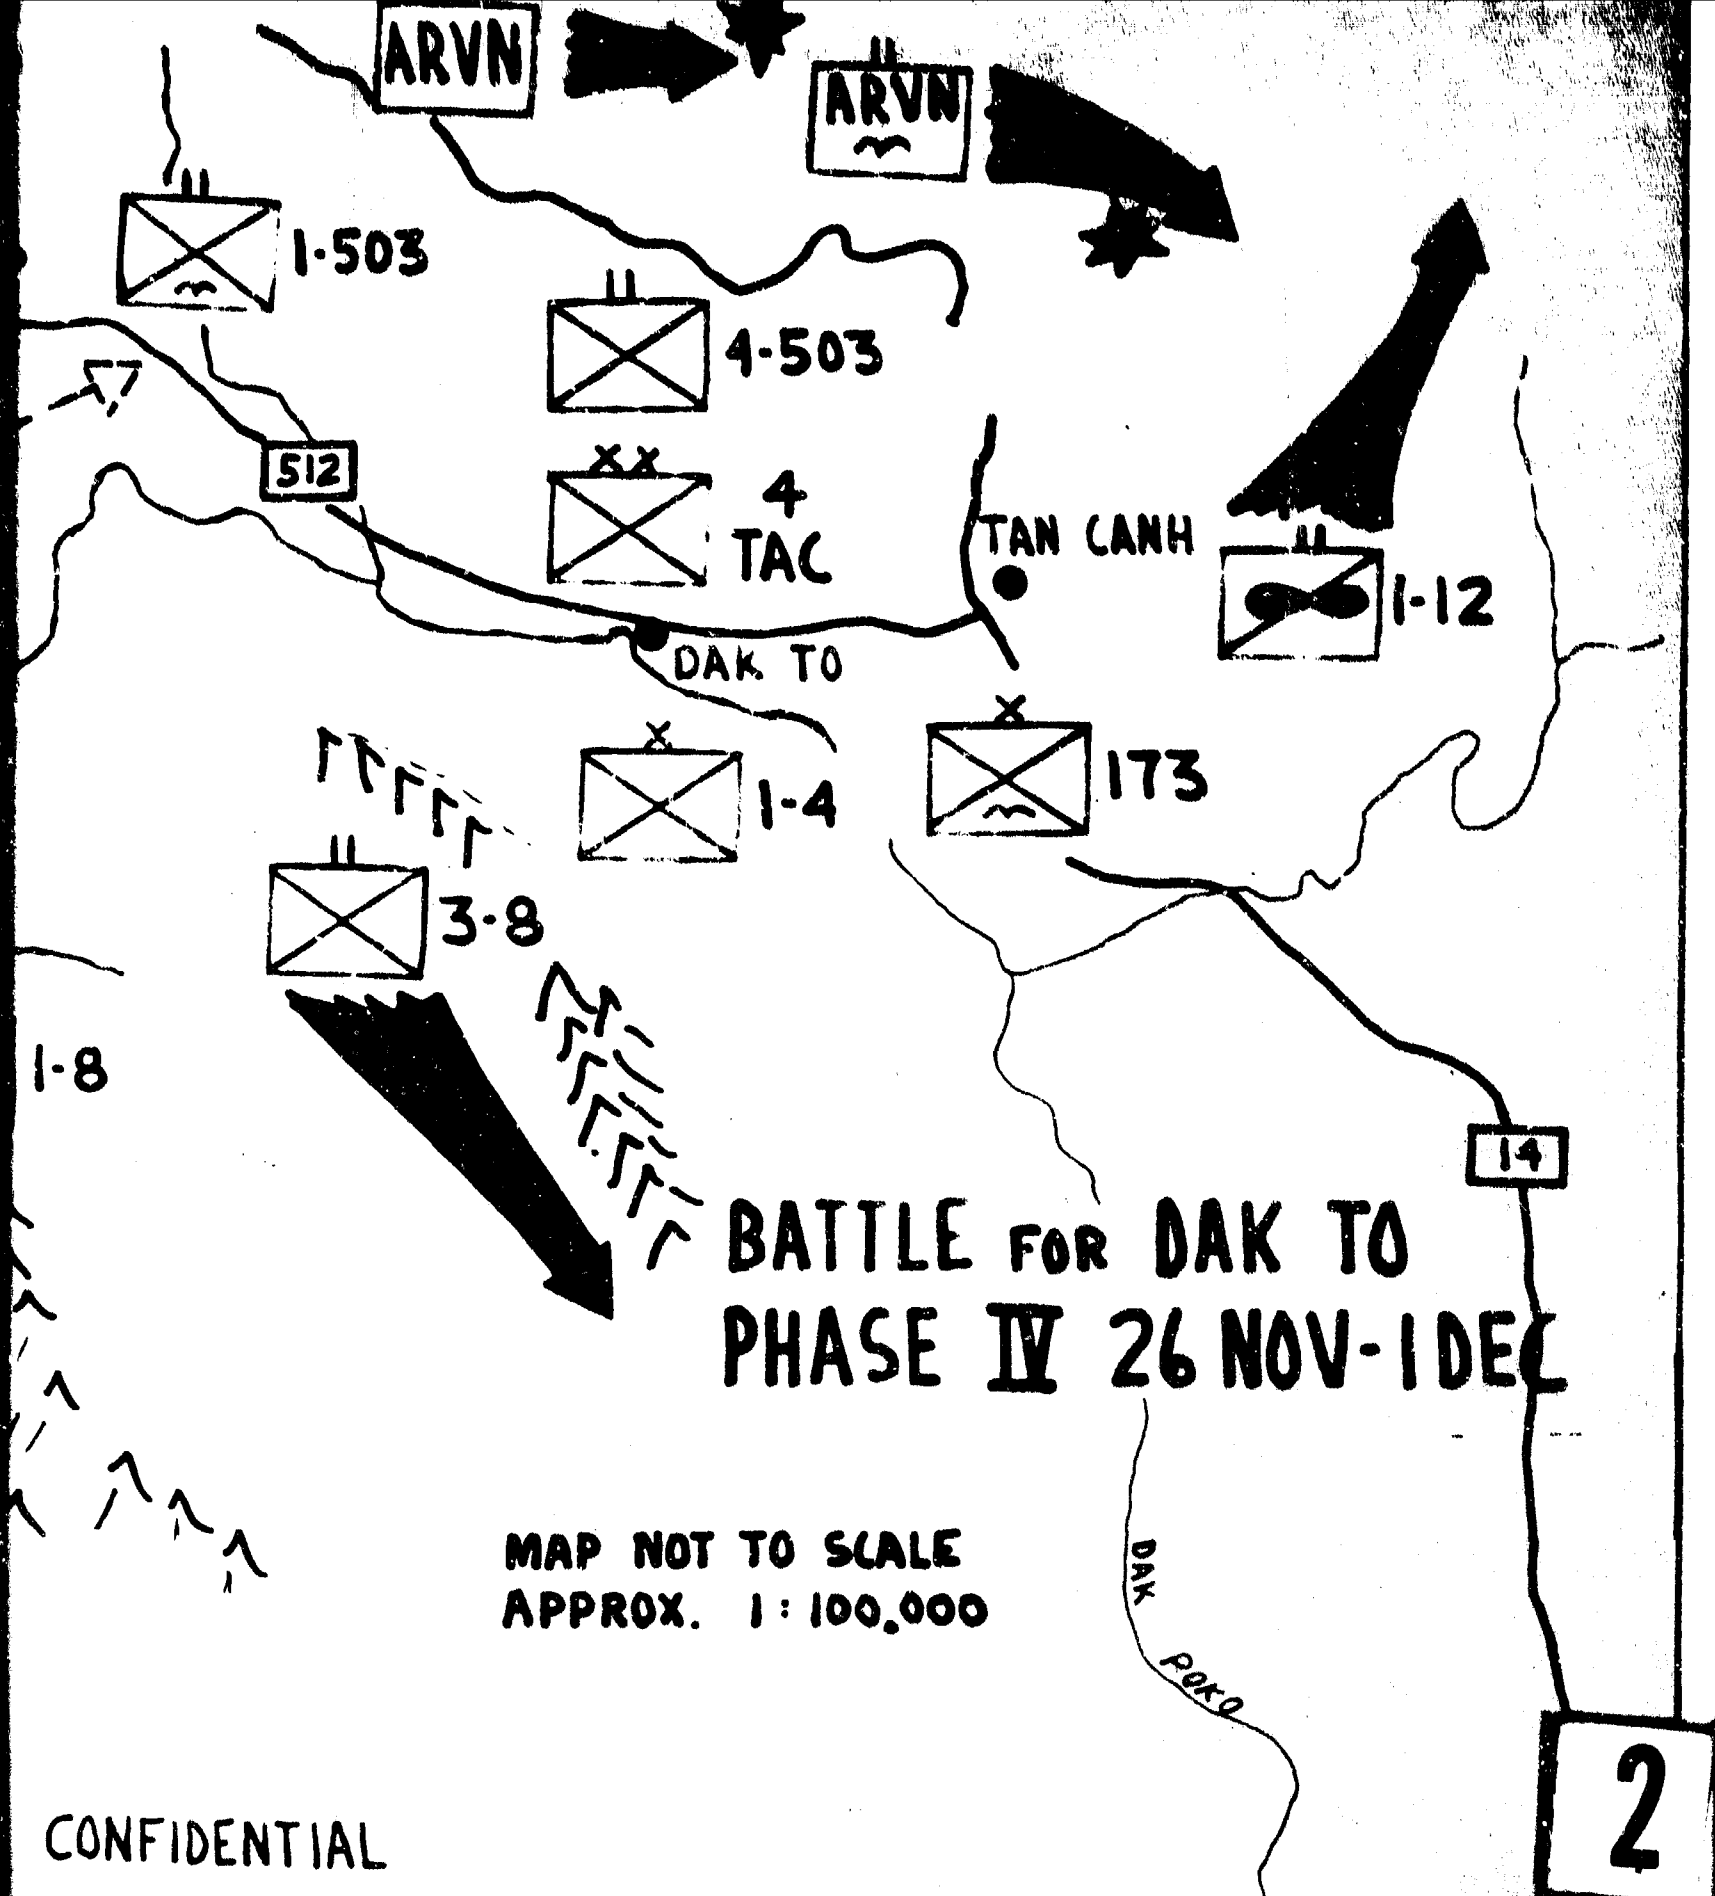 ARVN
ARVN
1-503
4-503
512
4
TAC
TAN CANH
1-12
DAK TO
1-4
173
3-8
1-8
14
BATTLE FOR DAK TO
PHASE IV 26 NOV-1 DEC
MAP NOT TO SCALE
APPROX. 1:100.000
DAK POKO
2
CONFIDENTIAL